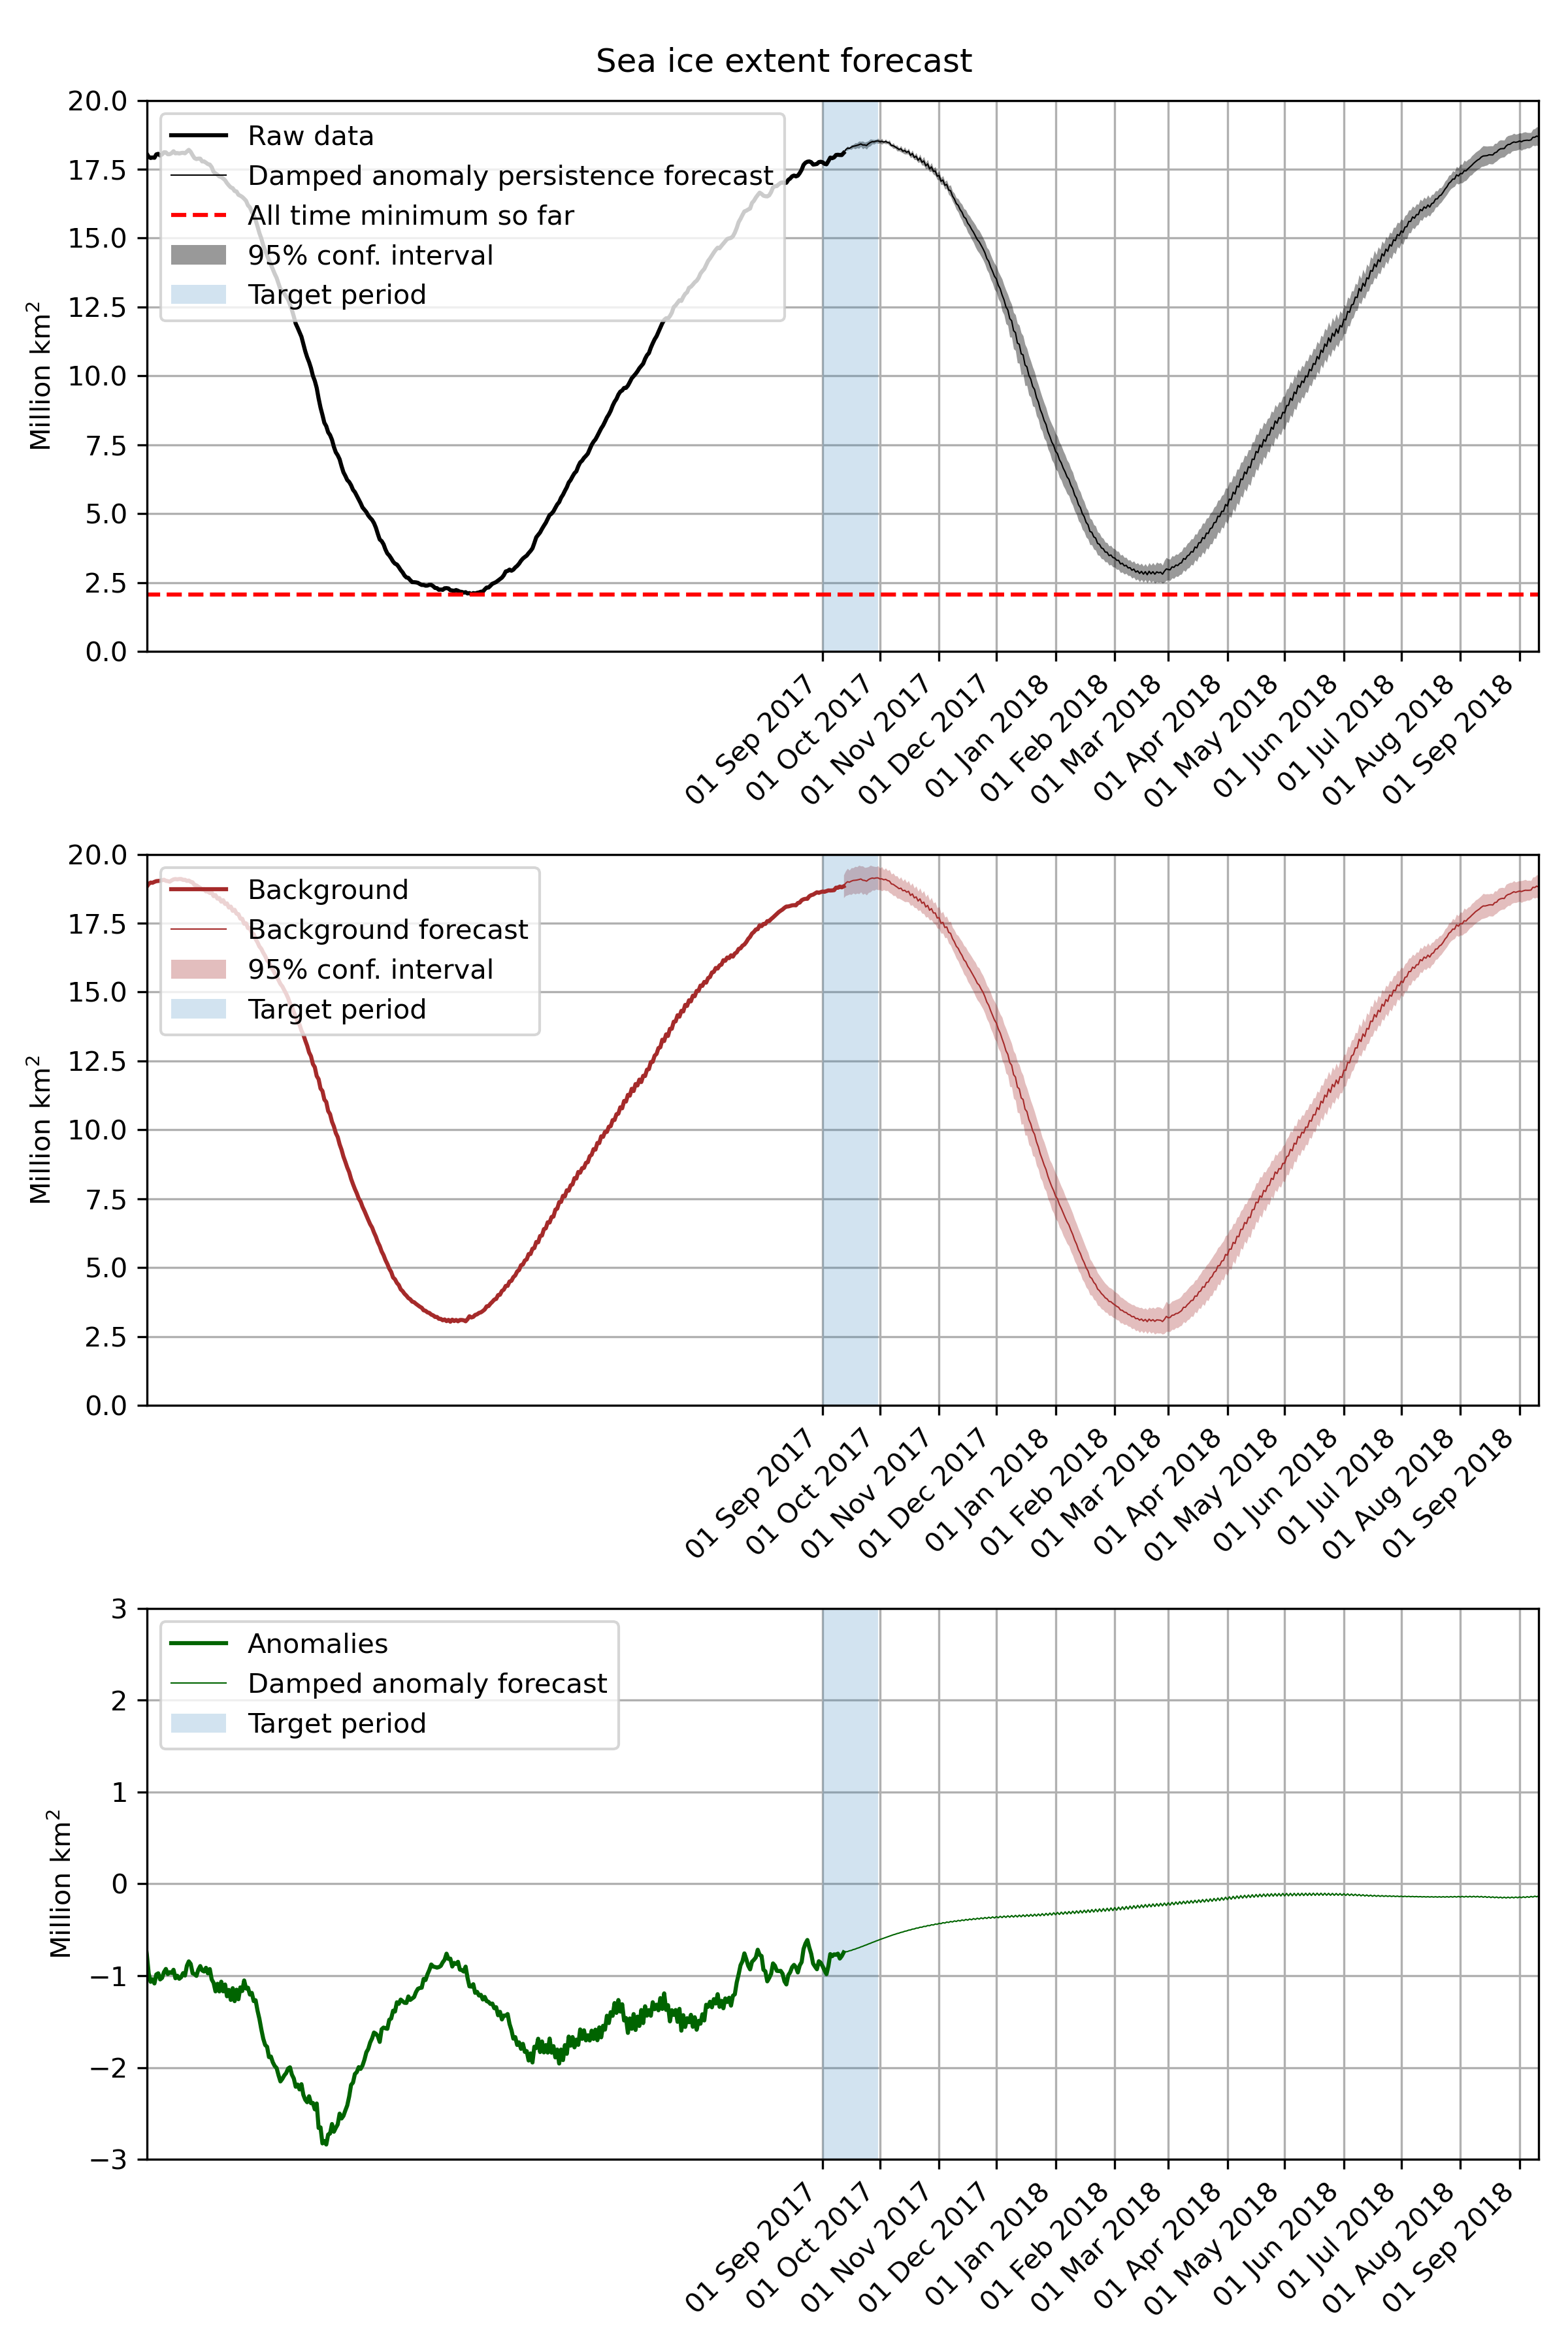 Sea ice extent forecast
20.0
17.5
15.0
12.5
10.0
7.5
5.0
2.5
0.0
Million km²
Raw data
Damped anomaly persistence forecast
All time minimum so far
95% conf. interval
Target period
01 Sep 2017
01 Oct 2017
01 Nov 2017
01 Dec 2017
01 Jan 2018
01 Feb 2018
01 Mar 2018
01 Apr 2018
01 May 2018
01 Jun 2018
01 Jul 2018
01 Aug 2018
01 Sep 2018
20.0
17.5
15.0
12.5
10.0
7.5
5.0
2.5
0.0
Million km²
Background
Background forecast
95% conf. interval
Target period
01 Sep 2017
01 Oct 2017
01 Nov 2017
01 Dec 2017
01 Jan 2018
01 Feb 2018
01 Mar 2018
01 Apr 2018
01 May 2018
01 Jun 2018
01 Jul 2018
01 Aug 2018
01 Sep 2018
3
2
1
0
−1
−2
−3
Million km²
Anomalies
Damped anomaly forecast
Target period
01 Sep 2017
01 Oct 2017
01 Nov 2017
01 Dec 2017
01 Jan 2018
01 Feb 2018
01 Mar 2018
01 Apr 2018
01 May 2018
01 Jun 2018
01 Jul 2018
01 Aug 2018
01 Sep 2018